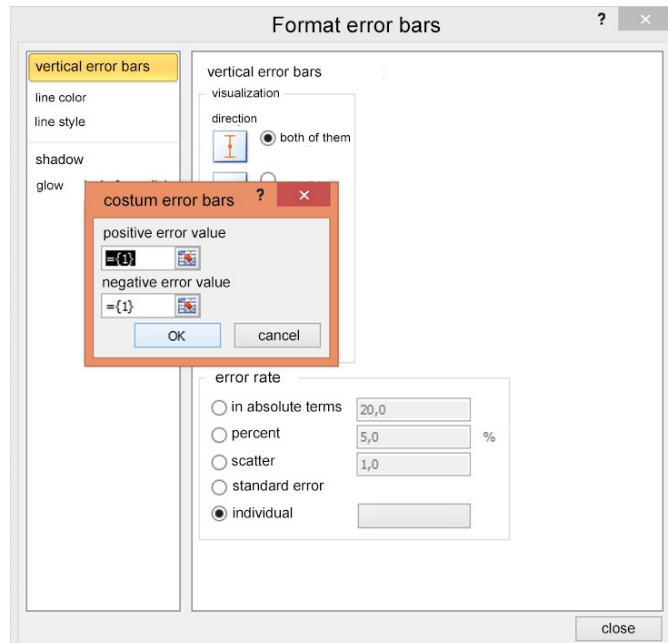 Format error bars
?
vertical error bars
line color
line style
shadow
glow
vertical error bars
visualization
direction
both of them
costum error bars ?
positive error value
={1}
negative error value
={1}
OK cancel
error rate
in absolute terms 20,0
percent 5,0 %
scatter 1,0
standard error
individual
close